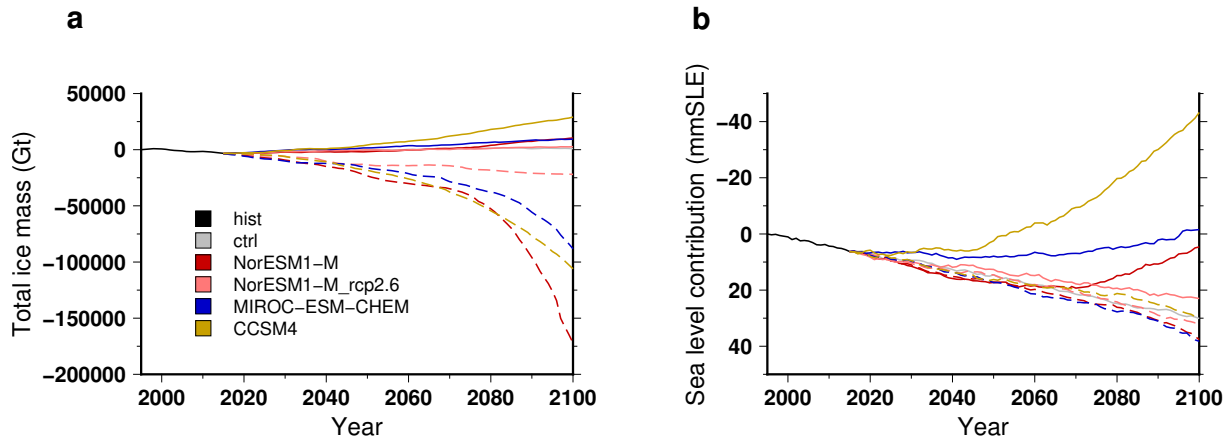 a
Total ice mass (Gt)
50000
0
−50000
−100000
−150000
−200000
hist
ctrl
NorESM1−M
NorESM1−M_rcp2.6
MIROC−ESM−CHEM
CCSM4
2000 2020 2040 2060 2080 2100
Year
b
Sea level contribution (mmSLE)
−40
−20
0
20
40
2000 2020 2040 2060 2080 2100
Year